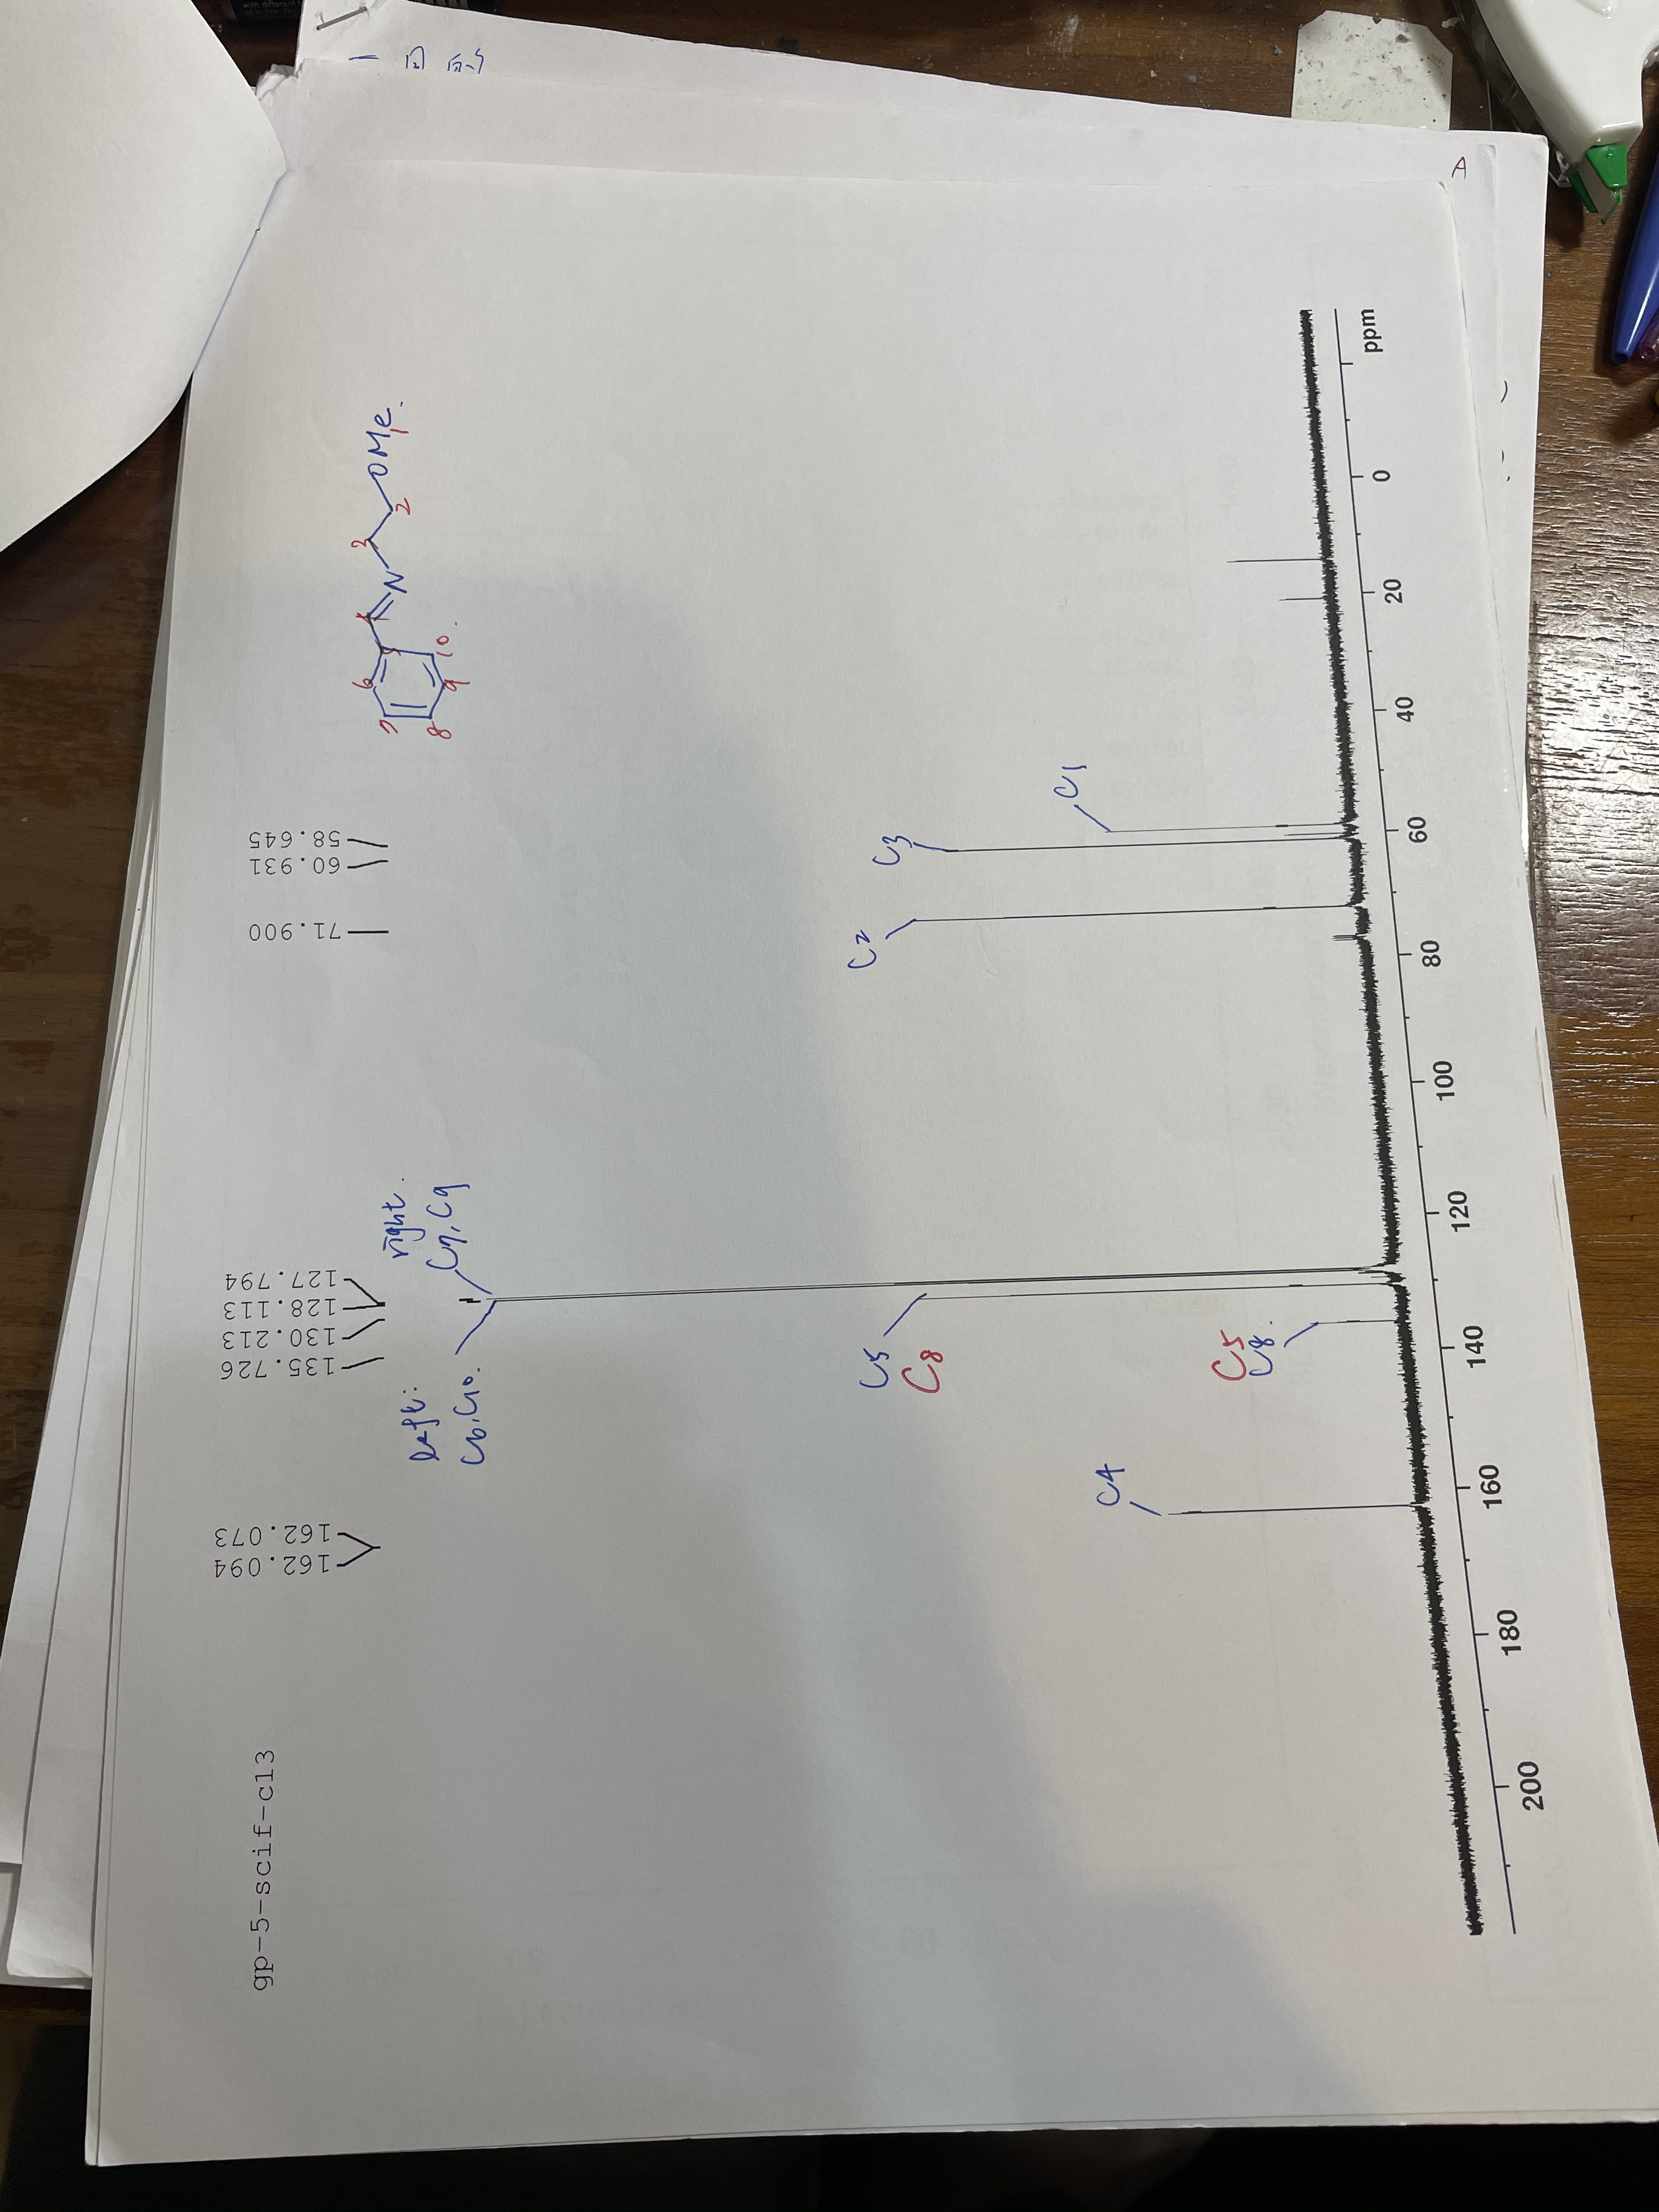 gp-5-scif-c13
162.094
162.073
135.726
130.213
128.113
127.794
71.900
60.931
58.645
left:
C6,C10.
right.
C7,C9
6
7
8
9
10.
5
4
N
3
2
OMe.
1
C5
C8
C5
C8.
C4
C2
C3
C1
200
180
160
140
120
100
80
60
40
20
0
ppm
A
with different